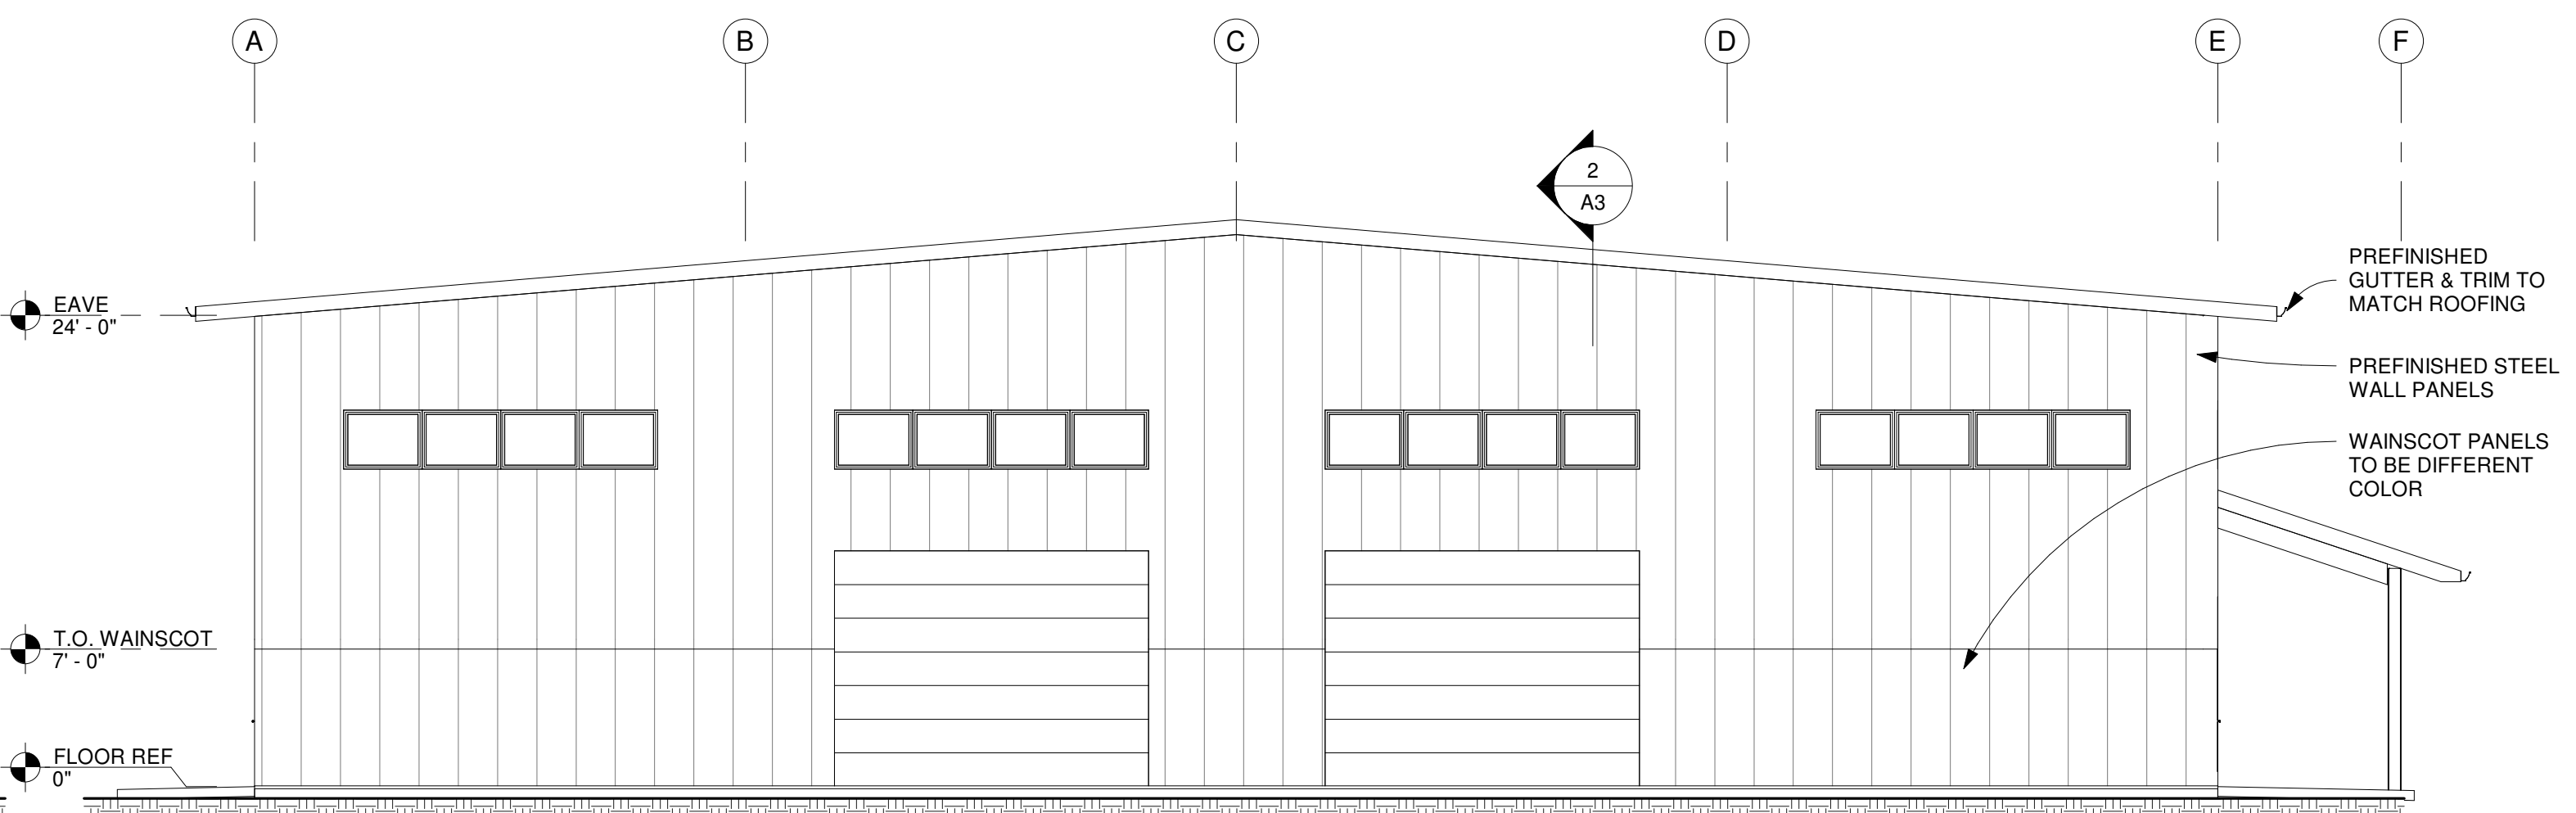 A
B
C
D
E
F
2
A3
EAVE
24' - 0"
PREFINISHED
GUTTER & TRIM TO
MATCH ROOFING
PREFINISHED STEEL
WALL PANELS
WAINSCOT PANELS
TO BE DIFFERENT
COLOR
T.O. WAINSCOT
7' - 0"
FLOOR REF
0"